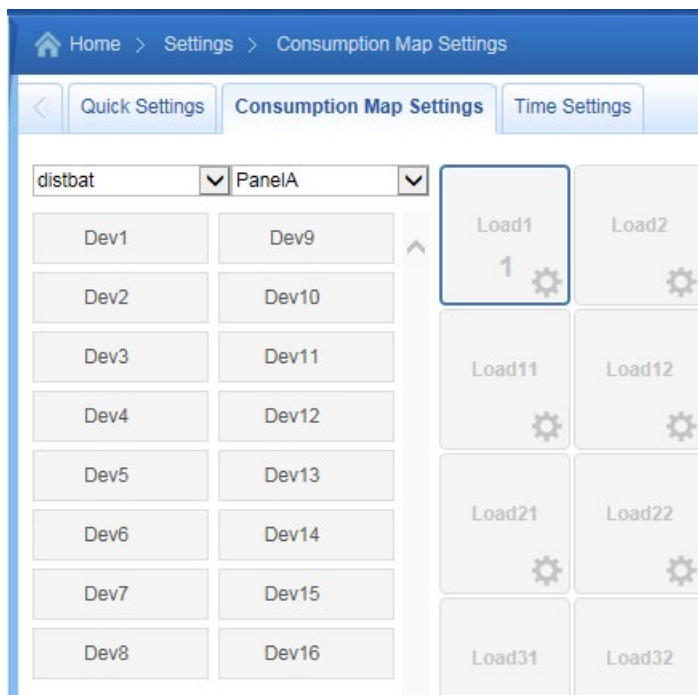 Home > Settings > Consumption Map Settings
Quick Settings Consumption Map Settings Time Settings
distbat PanelA
Dev1 Dev9
Dev2 Dev10
Dev3 Dev11
Dev4 Dev12
Dev5 Dev13
Dev6 Dev14
Dev7 Dev15
Dev8 Dev16
Load1 Load2
1
Load11 Load12
Load21 Load22
Load31 Load32